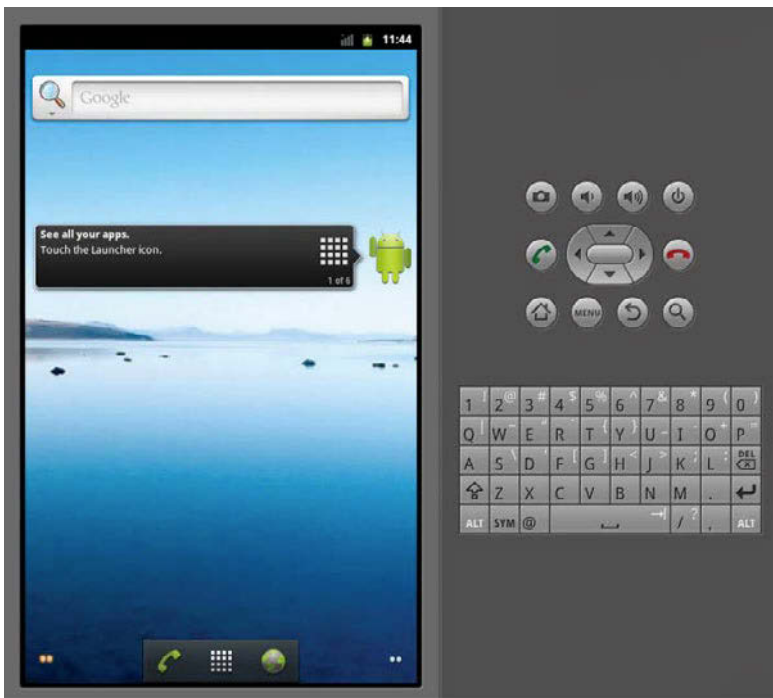 11:44
Google
See all your apps.
Touch the Launcher icon.
1 of 6
MENU
1 ! 2 @ 3 # 4 $ 5 % 6 ^ 7 & 8 * 9 ( 0 )
Q | W ~ E " R ` T { Y } U - I O + P =
A S \ D ' F [ G ] H < J > K ; L : DEL
Z X C V B N M .
ALT SYM @ / ? , ALT